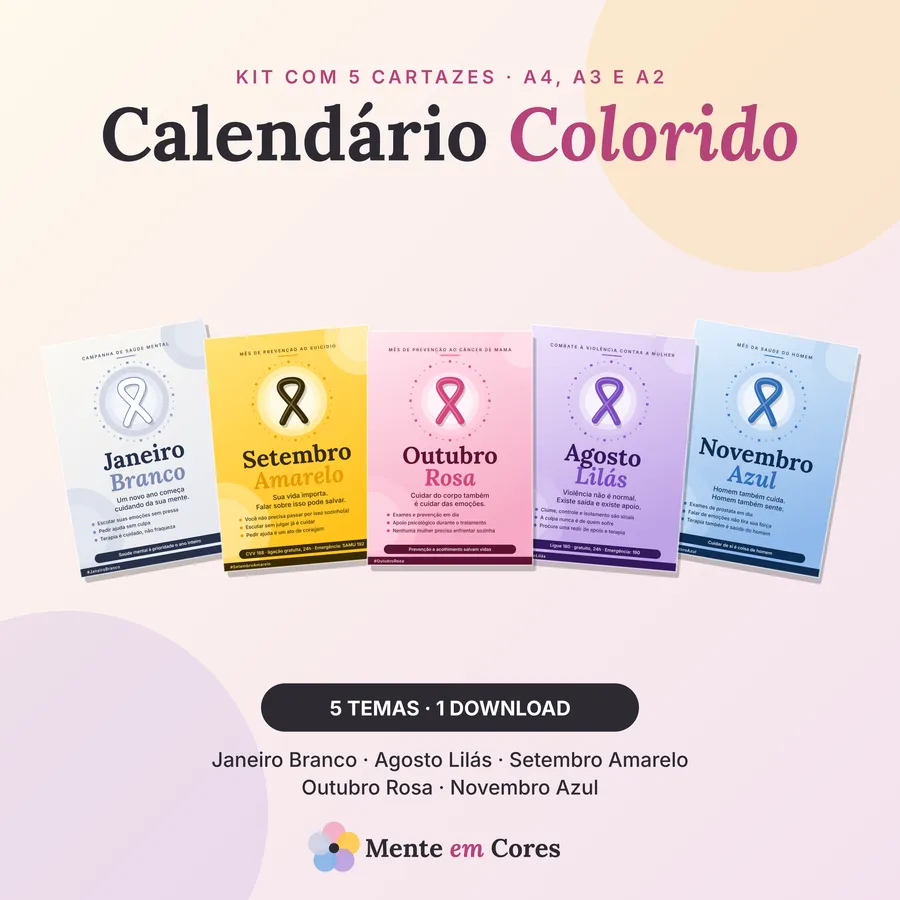 KIT COM 5 CARTAZES · A4, A3 E A2
Calendário Colorido
CAMPANHA DE SAÚDE MENTAL
Janeiro
Branco
Um novo ano começa
cuidando da sua mente.
Escutar suas emoções sem pressa
Pedir ajuda sem culpa
Terapia é cuidado, não fraqueza
Saúde mental é prioridade o ano inteiro
#JaneiroBranco
MÊS DE PREVENÇÃO AO SUICÍDIO
Setembro
Amarelo
Sua vida importa.
Falar sobre isso pode salvar.
Você não precisa passar por isso sozinho(a)
Escutar sem julgar já é cuidar
Pedir ajuda é um ato de coragem
CVV 188 · ligação gratuita, 24h · Emergência: SAMU 192
#SetembroAmarelo
MÊS DE PREVENÇÃO AO CÂNCER DE MAMA
Outubro
Rosa
Cuidar do corpo também
é cuidar das emoções.
Exames e prevenção em dia
Apoio psicológico durante o tratamento
Nenhuma mulher precisa enfrentar sozinha
Prevenção e acolhimento salvam vidas
#OutubroRosa
COMBATE À VIOLÊNCIA CONTRA A MULHER
Agosto
Lilás
Violência não é normal.
Existe saída e existe apoio.
Ciúme, controle e isolamento são sinais
A culpa nunca é de quem sofre
Procure uma rede de apoio e terapia
Ligue 180 · gratuito, 24h · Emergência: 190
Lilás
MÊS DA SAÚDE DO HOMEM
Novembro
Azul
Homem também cuida.
Homem também sente.
Exames de próstata em dia
Falar de emoções não tira sua força
Terapia também é saúde do homem
Cuidar de si é coisa de homem
Azul
5 TEMAS · 1 DOWNLOAD
Janeiro Branco · Agosto Lilás · Setembro Amarelo
Outubro Rosa · Novembro Azul
Mente em Cores